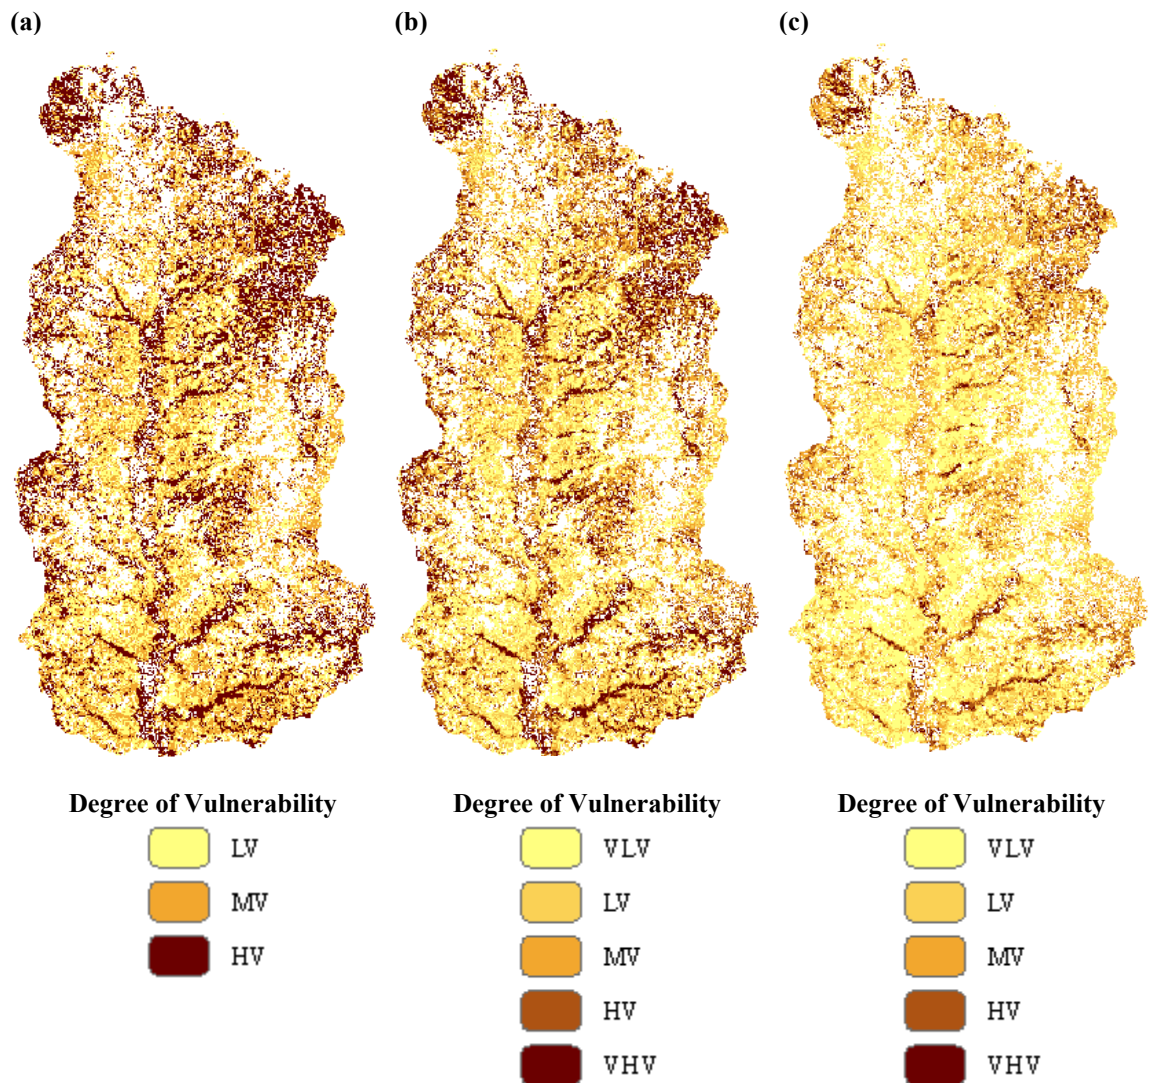 (a)
(b)
(c)
Degree of Vulnerability
LV
MV
HV
Degree of Vulnerability
VLV
LV
MV
HV
VHV
Degree of Vulnerability
VLV
LV
MV
HV
VHV